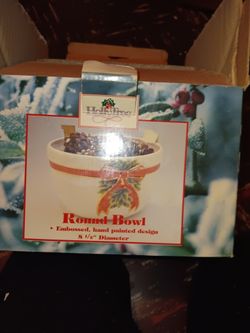 Round Bowl
• Embossed, hand painted design
8 1/2" Diameter